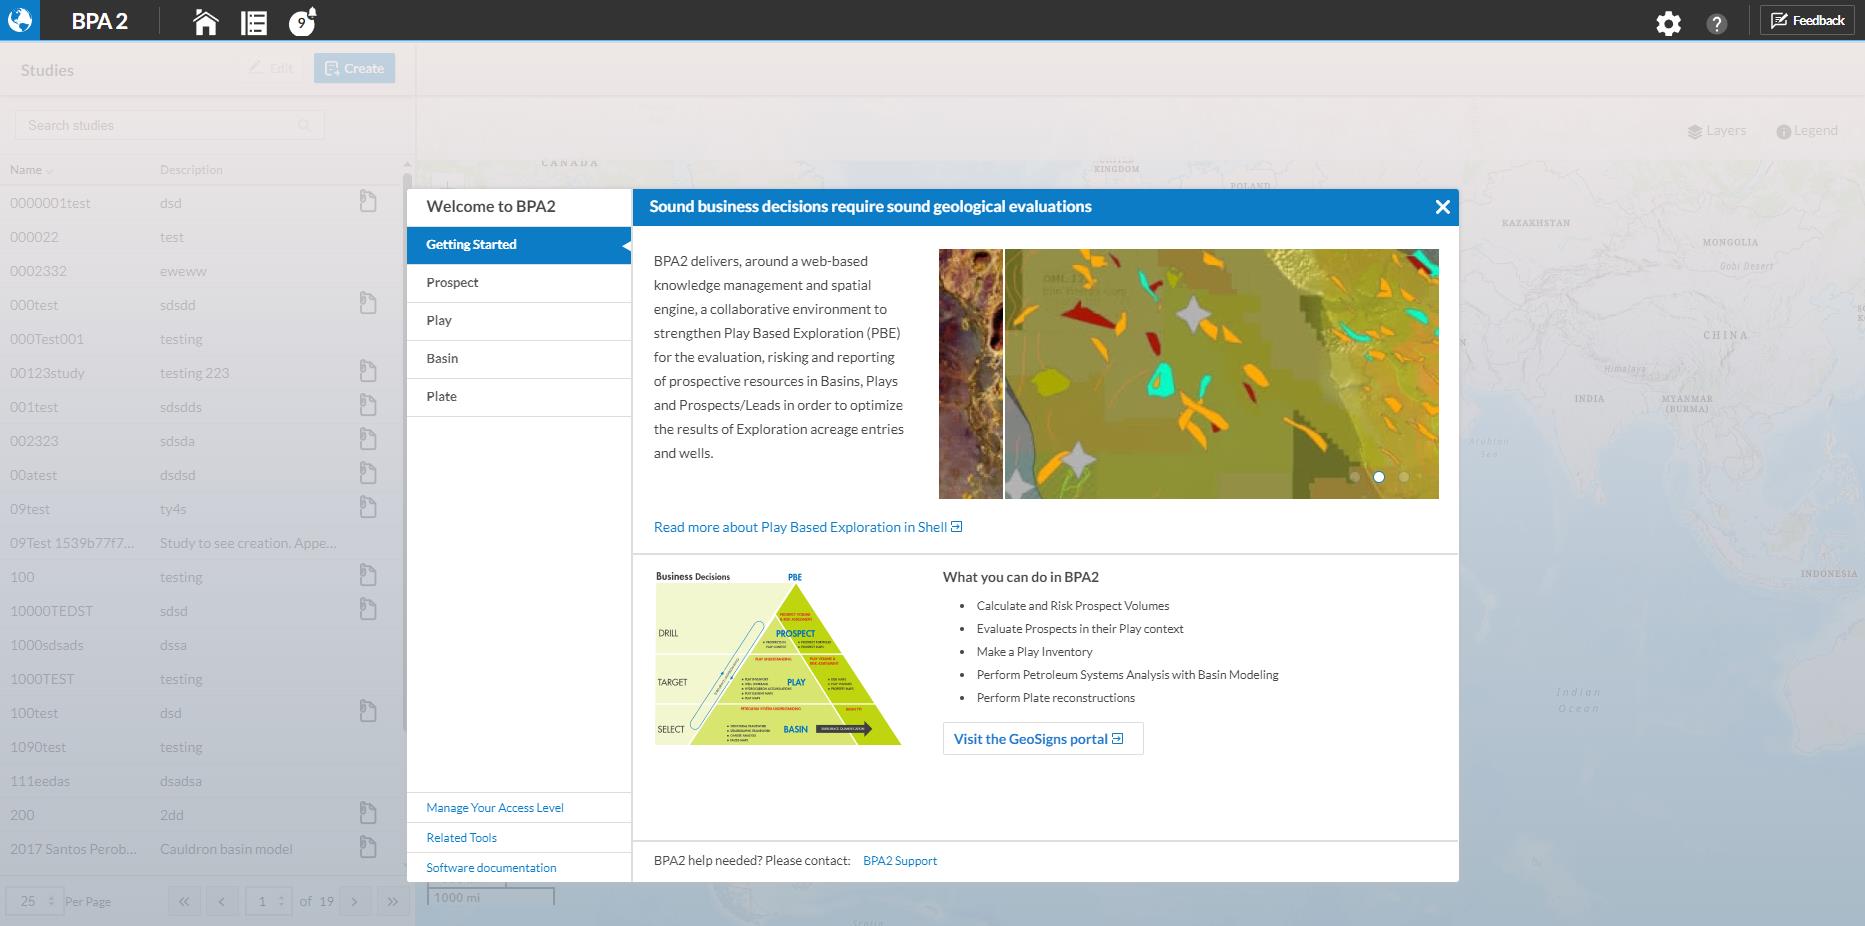 BPA 2
9
Feedback
Studies
Edit
Create
Search studies
Layers
Legend
Name
Description
0000001test
dsd
000022
test
0002332
eweww
000test
sdsdd
000Test001
testing
00123study
testing 223
001test
sdsdds
002323
sdsda
00atest
dsdsd
09test
ty4s
09Test 1539b77f7...
Study to see creation. Appe...
100
testing
10000TEDST
sdsd
1000sdsads
dssa
1000TEST
testing
100test
dsd
1090test
testing
111eedas
dsadsa
200
2dd
2017 Santos Perob...
Cauldron basin model
25
Per Page
1
of 19
Welcome to BPA2
Getting Started
Prospect
Play
Basin
Plate
Manage Your Access Level
Related Tools
Software documentation
Sound business decisions require sound geological evaluations
BPA2 delivers, around a web-based
knowledge management and spatial
engine, a collaborative environment to
strengthen Play Based Exploration (PBE)
for the evaluation, risking and reporting
of prospective resources in Basins, Plays
and Prospects/Leads in order to optimize
the results of Exploration acreage entries
and wells.
Read more about Play Based Exploration in Shell
Business Decisions
PBE
DRILL
PROSPECT
TARGET
PLAY
SELECT
BASIN
What you can do in BPA2
Calculate and Risk Prospect Volumes
Evaluate Prospects in their Play context
Make a Play Inventory
Perform Petroleum Systems Analysis with Basin Modeling
Perform Plate reconstructions
Visit the GeoSigns portal
BPA2 help needed? Please contact: BPA2 Support
CANADA
KINGDOM
POLAND
KAZAKHSTAN
MONGOLIA
Gobi Desert
CHINA
Himalaya
INDIA
MYANMAR
(BURMA)
Arabian
Sea
INDONESIA
Indian
Ocean
1000 mi